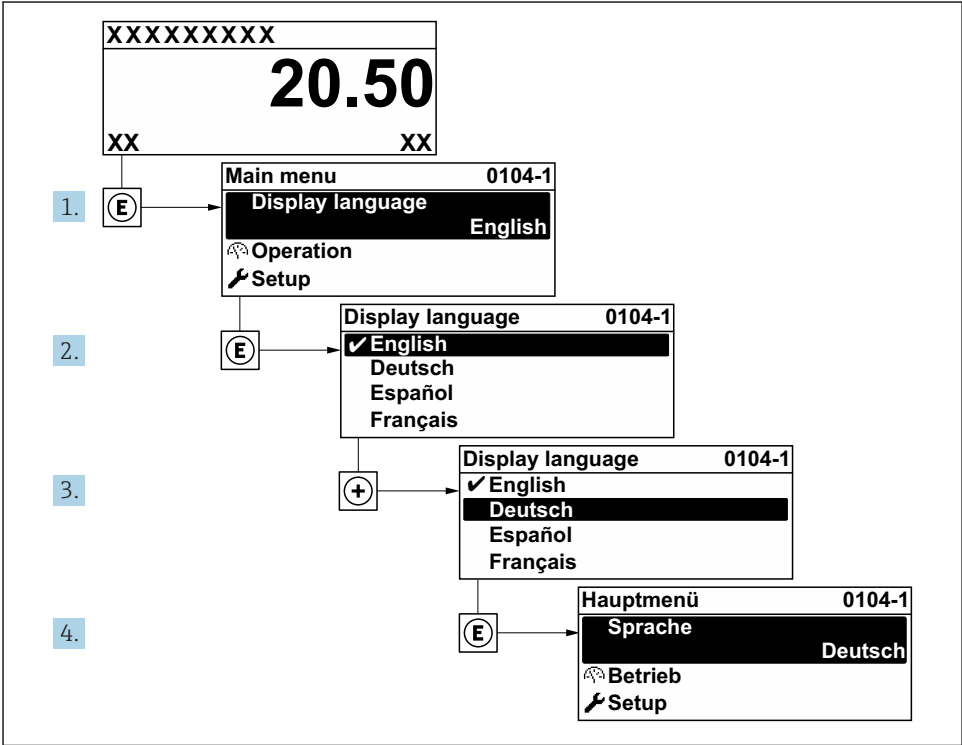 XXXXXXXXX
20.50
XX XX
1. E
Main menu 0104-1
Display language
English
Operation
Setup
2. E
Display language 0104-1
✔English
Deutsch
Español
Français
3. +
Display language 0104-1
✔English
Deutsch
Español
Français
4. E
Hauptmenü 0104-1
Sprache
Deutsch
Betrieb
Setup